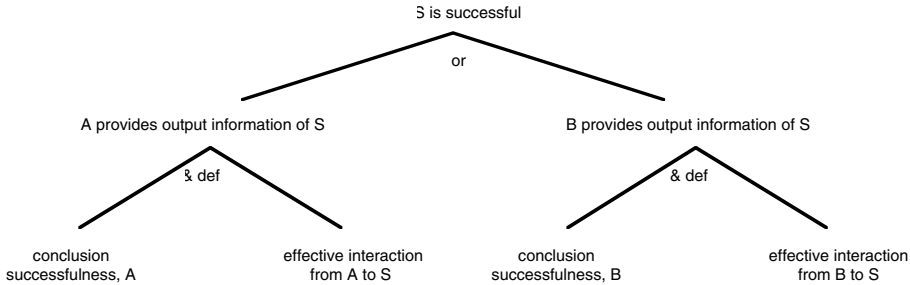 S is successful
or
A provides output information of S
B provides output information of S
& def
& def
conclusion
successfulness, A
effective interaction
from A to S
conclusion
successfulness, B
effective interaction
from B to S